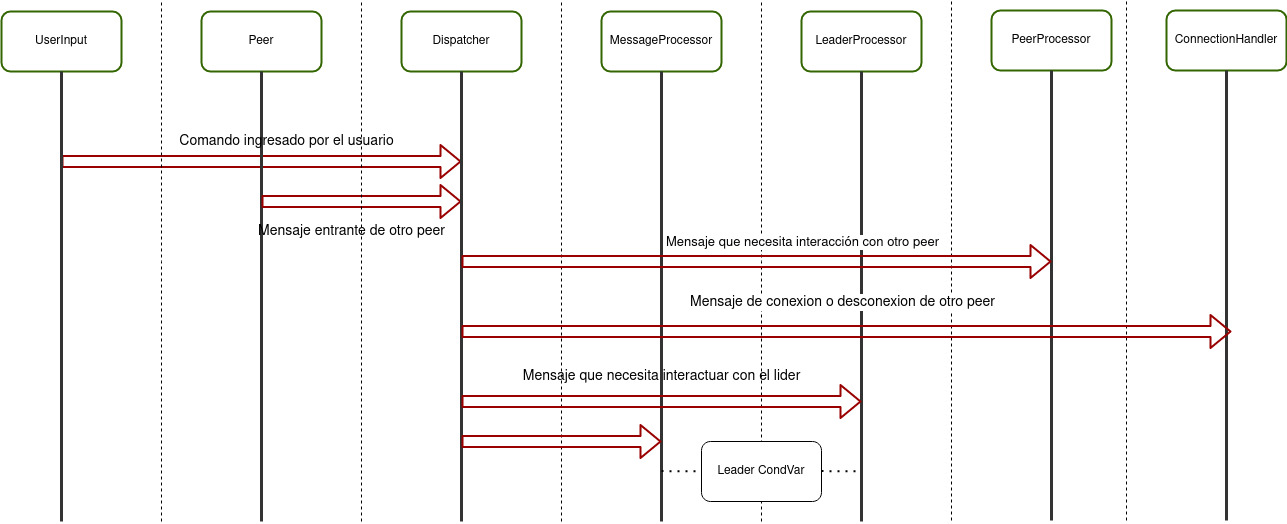 UserInput
Peer
Dispatcher
MessageProcessor
LeaderProcessor
PeerProcessor
ConnectionHandler
Comando ingresado por el usuario
Mensaje entrante de otro peer
Mensaje que necesita interacción con otro peer
Mensaje de conexion o desconexion de otro peer
Mensaje que necesita interactuar con el lider
Leader CondVar